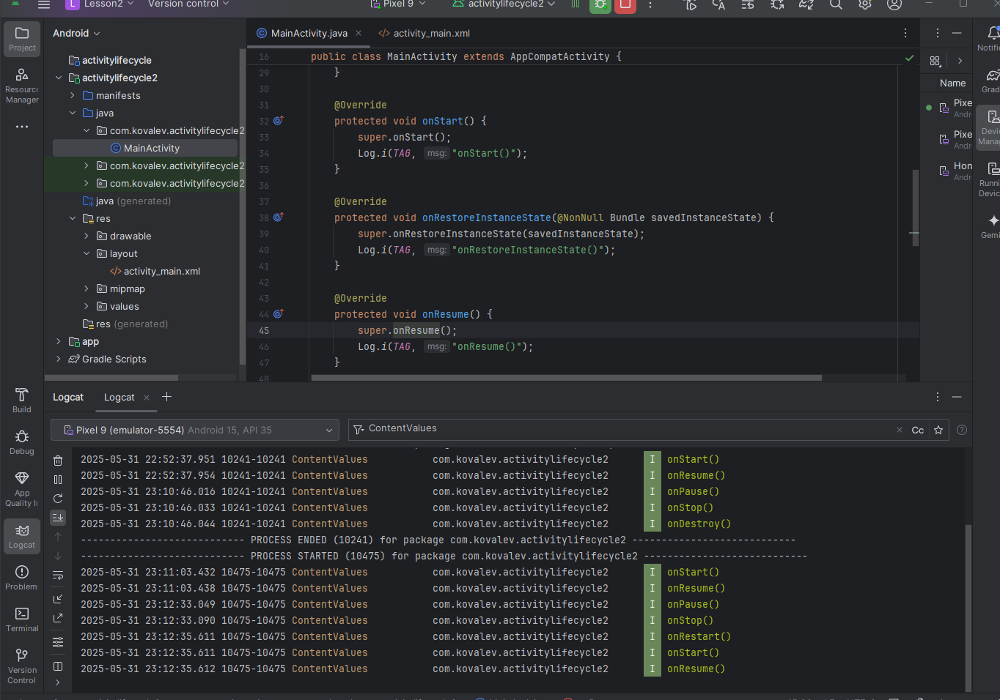 L Lesson2 Version control Pixel 9 activitylifecycle2
Project
Resource
Manager
Android
activitylifecycle
activitylifecycle2
manifests
java
com.kovalev.activitylifecycle2
MainActivity
com.kovalev.activitylifecycle2
com.kovalev.activitylifecycle2
java (generated)
res
drawable
layout
</> activity_main.xml
mipmap
values
res (generated)
app
Gradle Scripts
MainActivity.java </> activity_main.xml
16 public class MainActivity extends AppCompatActivity {
29 }
30
31 @Override
32 protected void onStart() {
33 super.onStart();
34 Log.i(TAG, msg: "onStart()");
35 }
36
37 @Override
38 protected void onRestoreInstanceState(@NonNull Bundle savedInstanceState) {
39 super.onRestoreInstanceState(savedInstanceState);
40 Log.i(TAG, msg: "onRestoreInstanceState()");
41 }
42
43 @Override
44 protected void onResume() {
45 super.onResume();
46 Log.i(TAG, msg: "onResume()");
47 }
48
Name
Pixe
Andro
Pixe
Andro
Hon
Andro
Notifi
Grad
Devi
Mana
Runni
Devic
Gemi
Build
Debug
App
Quality In
Logcat
Problem
Terminal
Version
Control
Logcat Logcat
Pixel 9 (emulator-5554) Android 15, API 35 ContentValues Cc
2025-05-31 22:52:37.951 10241-10241 ContentValues com.kovalev.activitylifecycle2 I onStart()
2025-05-31 22:52:37.954 10241-10241 ContentValues com.kovalev.activitylifecycle2 I onResume()
2025-05-31 23:10:46.016 10241-10241 ContentValues com.kovalev.activitylifecycle2 I onPause()
2025-05-31 23:10:46.033 10241-10241 ContentValues com.kovalev.activitylifecycle2 I onStop()
2025-05-31 23:10:46.044 10241-10241 ContentValues com.kovalev.activitylifecycle2 I onDestroy()
---------------------------- PROCESS ENDED (10241) for package com.kovalev.activitylifecycle2 ----------------------------
---------------------------- PROCESS STARTED (10475) for package com.kovalev.activitylifecycle2 ----------------------------
2025-05-31 23:11:03.432 10475-10475 ContentValues com.kovalev.activitylifecycle2 I onStart()
2025-05-31 23:11:03.438 10475-10475 ContentValues com.kovalev.activitylifecycle2 I onResume()
2025-05-31 23:12:33.049 10475-10475 ContentValues com.kovalev.activitylifecycle2 I onPause()
2025-05-31 23:12:33.090 10475-10475 ContentValues com.kovalev.activitylifecycle2 I onStop()
2025-05-31 23:12:35.611 10475-10475 ContentValues com.kovalev.activitylifecycle2 I onRestart()
2025-05-31 23:12:35.611 10475-10475 ContentValues com.kovalev.activitylifecycle2 I onStart()
2025-05-31 23:12:35.612 10475-10475 ContentValues com.kovalev.activitylifecycle2 I onResume()